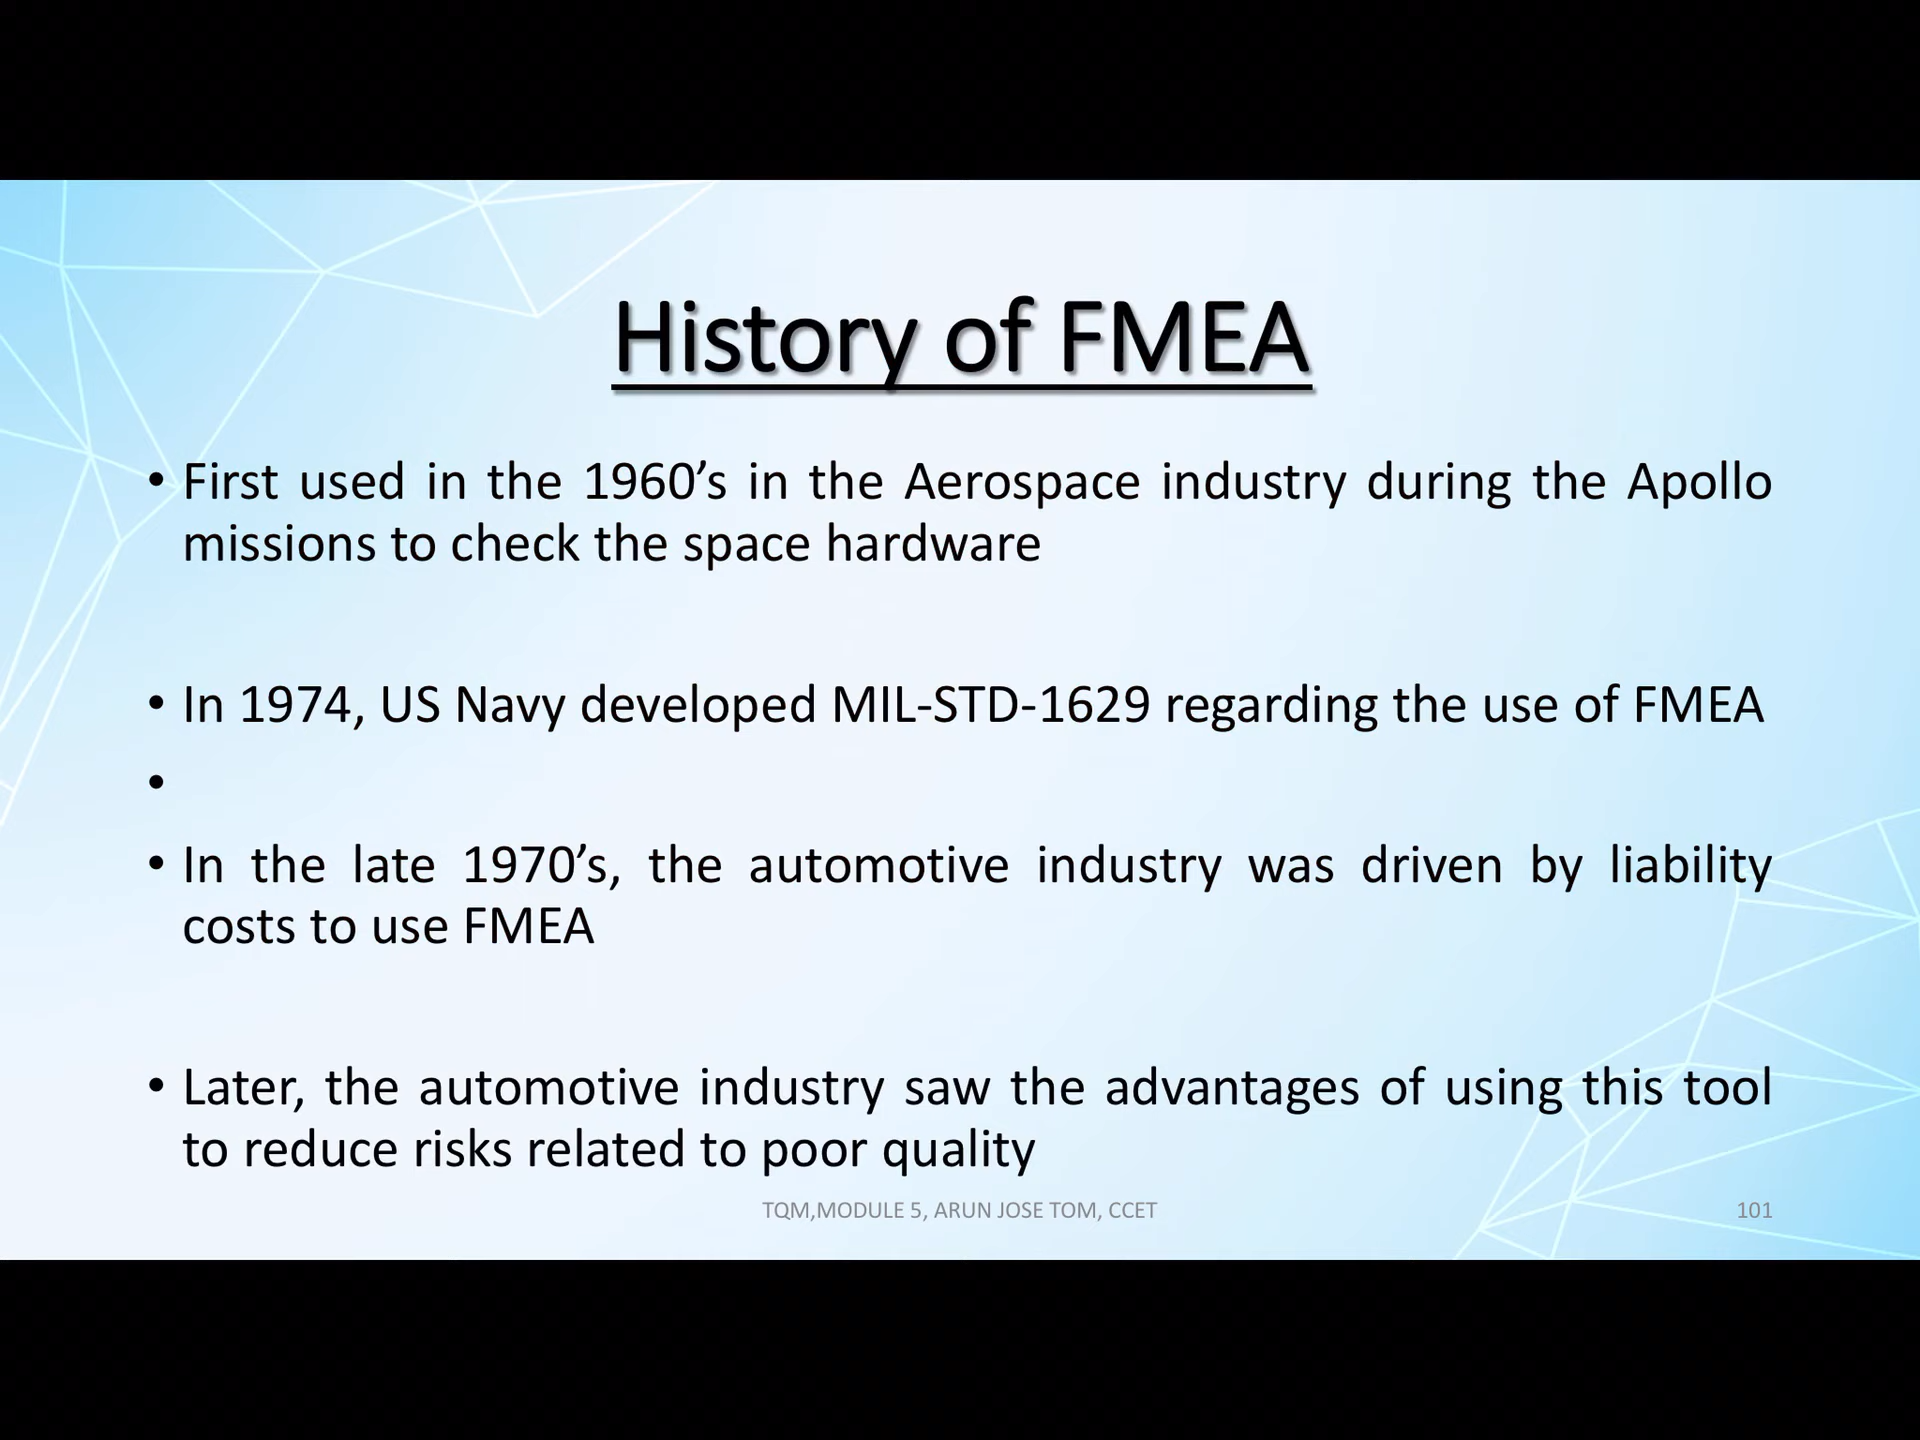 History of FMEA
• First used in the 1960’s in the Aerospace industry during the Apollo
missions to check the space hardware
• In 1974, US Navy developed MIL-STD-1629 regarding the use of FMEA
•
• In the late 1970’s, the automotive industry was driven by liability
costs to use FMEA
• Later, the automotive industry saw the advantages of using this tool
to reduce risks related to poor quality
TQM,MODULE 5, ARUN JOSE TOM, CCET
101